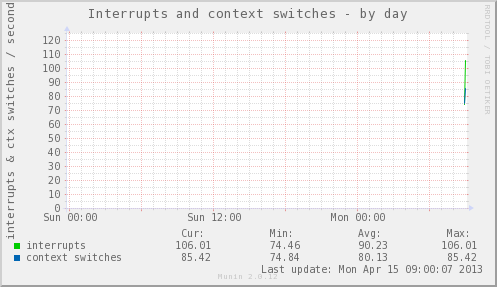 Interrupts and context switches - by day
RRDTOOL / TOBI OETIKER
interrupts & ctx switches / second
120
110
100
90
80
70
60
50
40
30
20
10
0
Sun 00:00 Sun 12:00 Mon 00:00
Cur: Min: Avg: Max:
interrupts 106.01 74.46 90.23 106.01
context switches 85.42 74.84 80.13 85.42
Last update: Mon Apr 15 09:00:07 2013
Munin 2.0.12